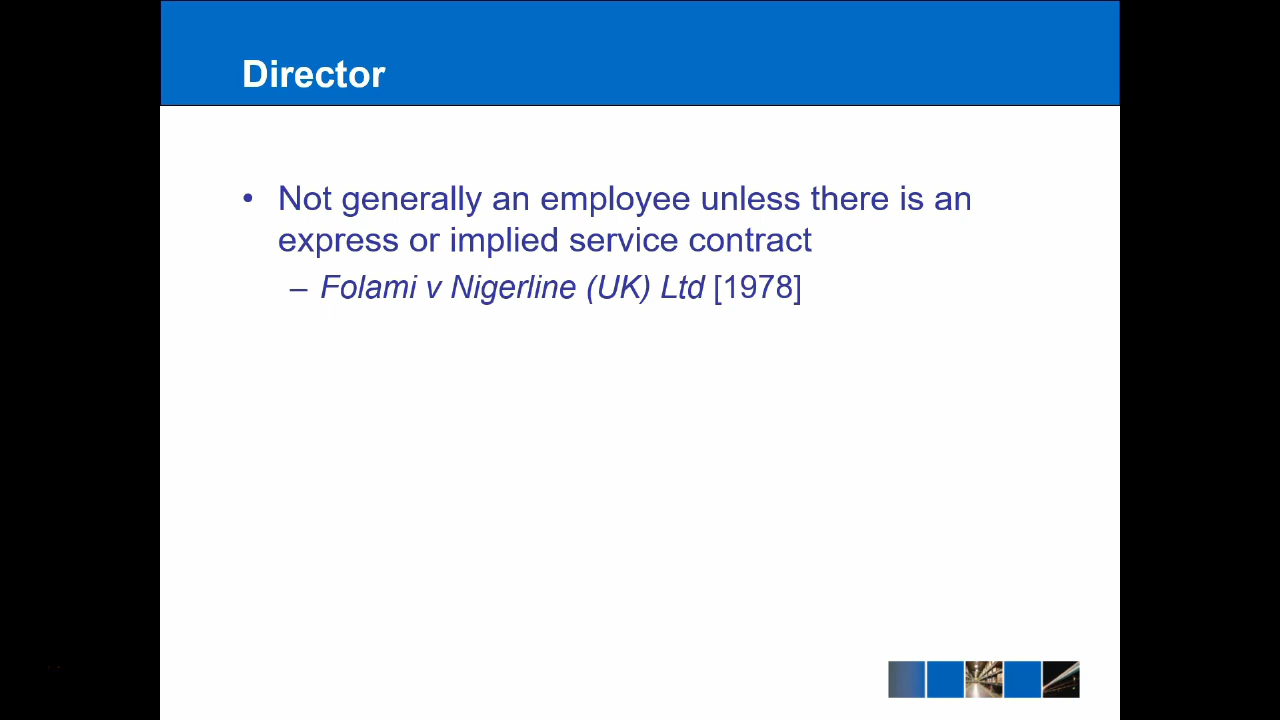 Director
• Not generally an employee unless there is an
express or implied service contract
– Folami v Nigerline (UK) Ltd [1978]